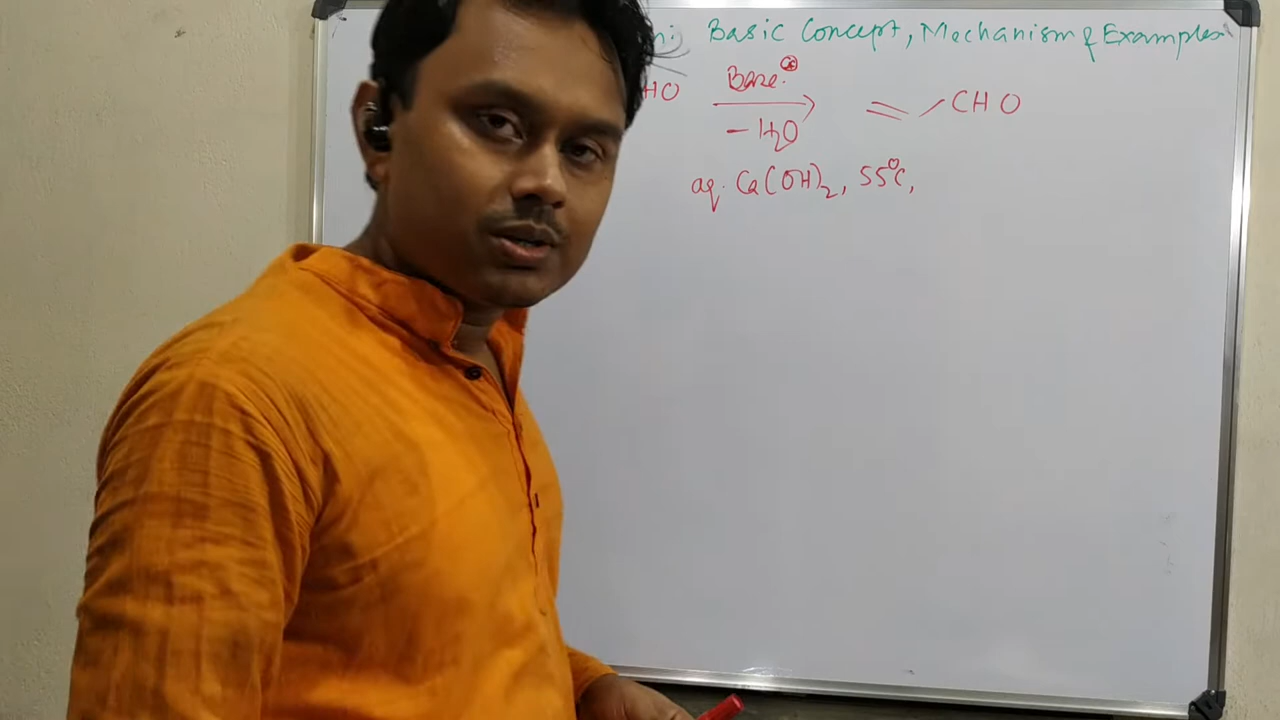 n: Basic Concept, Mechanism & Examples
HO Base: → CHO
- H2O
aq. Ca(OH)2, 55°C,